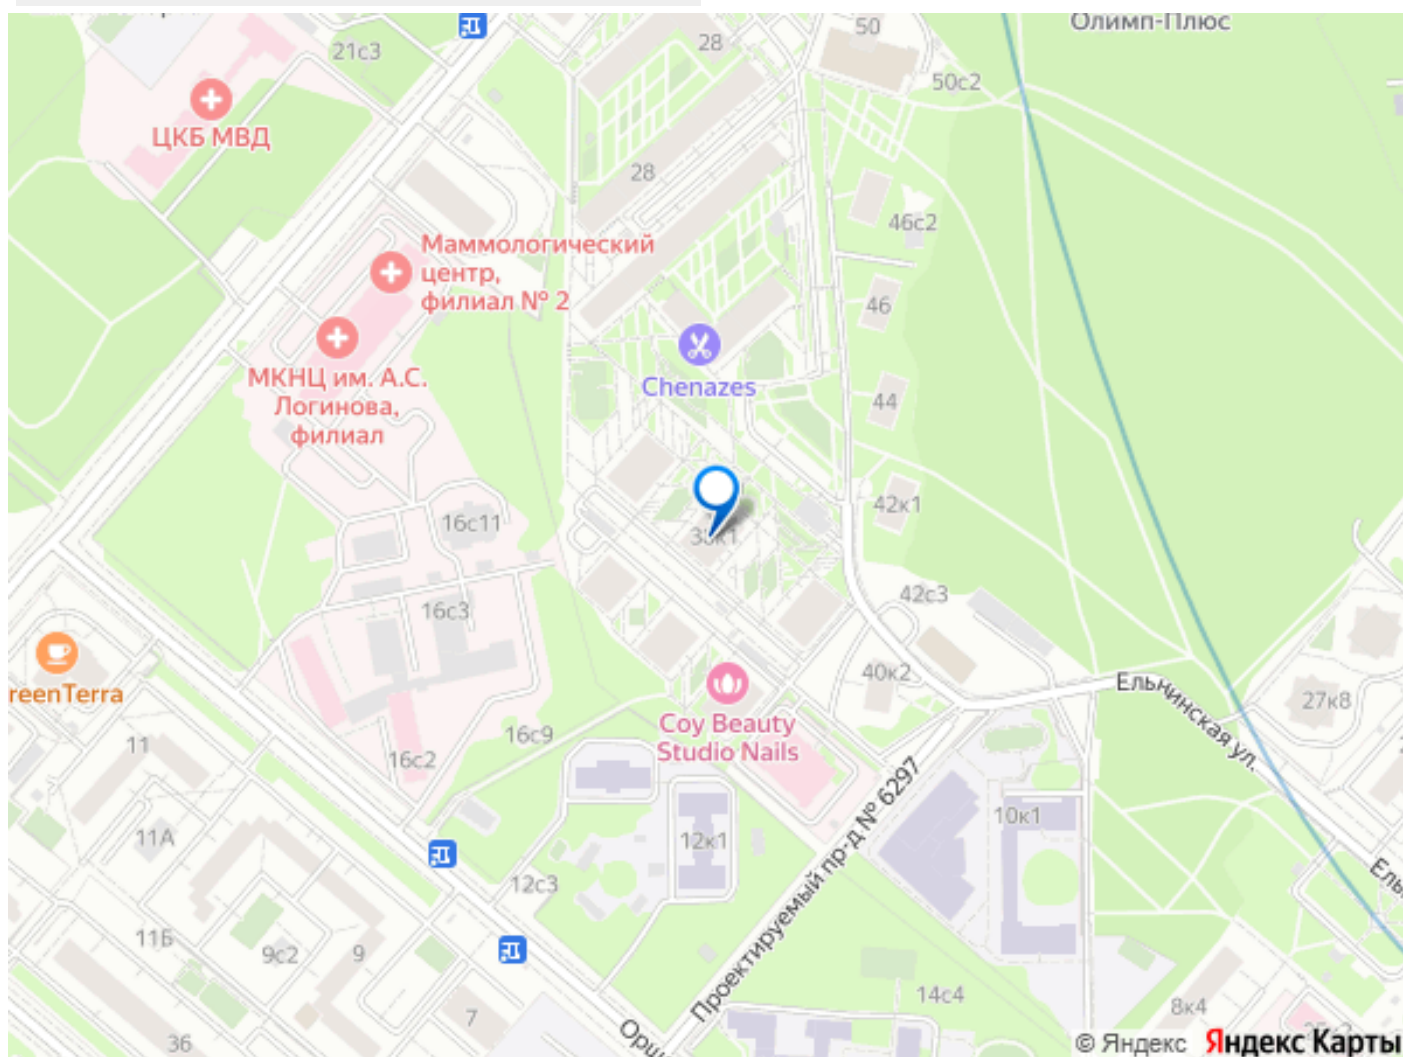 Олимп-Плюс
21с3
28
50
50с2
ЦКБ МВД
28
46с2
Маммологический
центр,
филиал № 2
46
Chenazes
МКНЦ им. А.С.
Логинова,
филиал
44
42к1
16с11
42с3
16с3
40к2
Ельнинская ул.
27к8
reenTerra
Coy Beauty
Studio Nails
16с9
11
16с2
Проектируемый пр-д № 6297
10к1
11А
12к1
12с3
11Б
9с2
9
14с4
8к4
7
36
© Яндекс Яндекс Карты